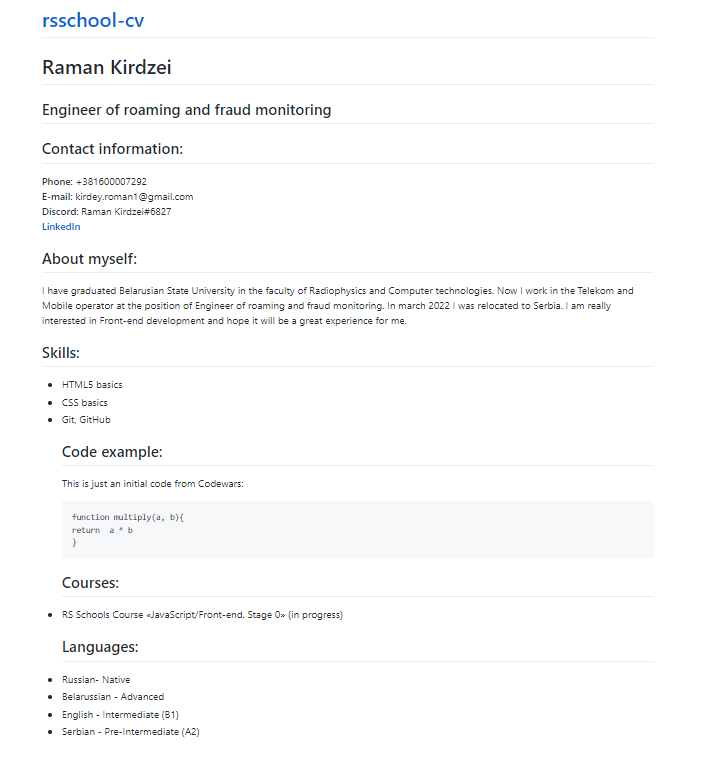 rsschool-cv
Raman Kirdzei
Engineer of roaming and fraud monitoring
Contact information:
Phone: +381600007292
E-mail: kirdey.roman1@gmail.com
Discord: Raman Kirdzei#6827
LinkedIn
About myself:
I have graduated Belarusian State University in the faculty of Radiophysics and Computer technologies. Now I work in the Telekom and
Mobile operator at the position of Engineer of roaming and fraud monitoring. In march 2022 I was relocated to Serbia. I am really
interested in Front-end development and hope it will be a great experience for me.
Skills:
• HTML5 basics
• CSS basics
• Git, GitHub
Code example:
This is just an initial code from Codewars:
function multiply(a, b){
return  a * b
}
Courses:
• RS Schools Course «JavaScript/Front-end. Stage 0» (in progress)
Languages:
• Russian- Native
• Belarussian - Advanced
• English - Intermediate (B1)
• Serbian - Pre-Intermediate (A2)